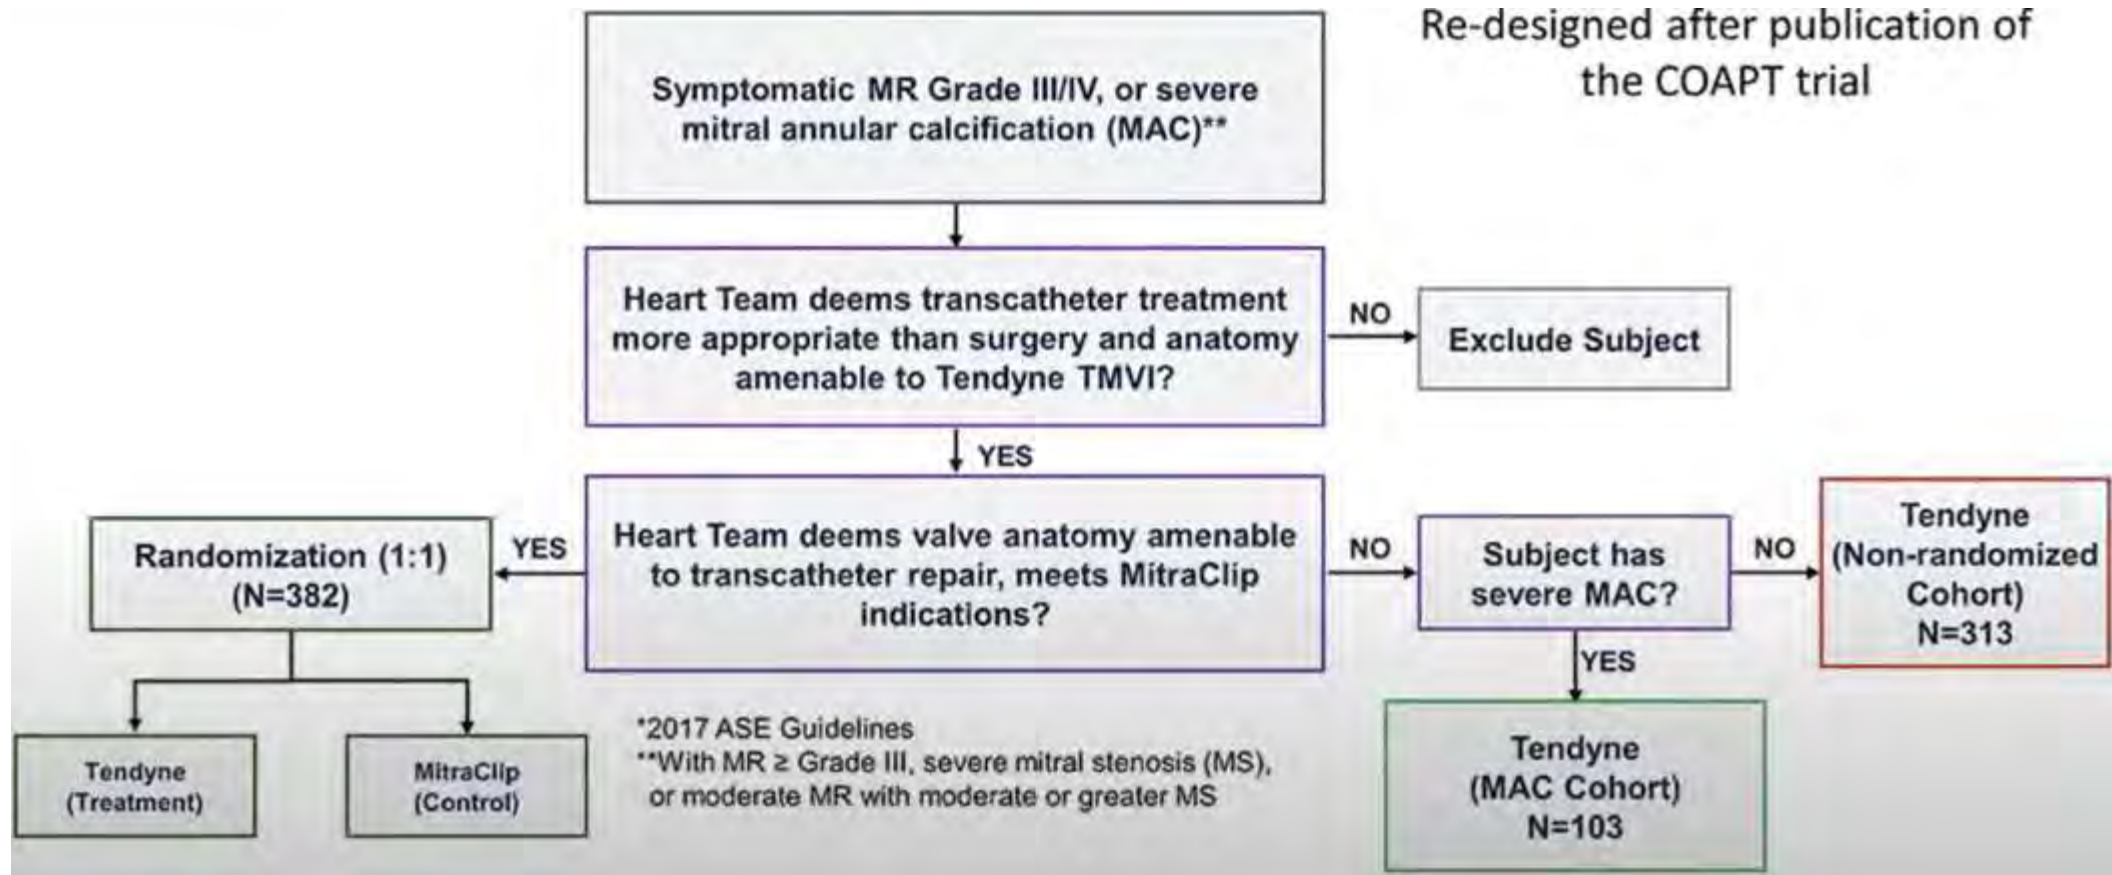 Re-designed after publication of
the COAPT trial
Symptomatic MR Grade III/IV, or severe
mitral annular calcification (MAC)**
Heart Team deems transcatheter treatment
more appropriate than surgery and anatomy
amenable to Tendyne TMVI?
NO
Exclude Subject
YES
Heart Team deems valve anatomy amenable
to transcatheter repair, meets MitraClip
indications?
YES
Randomization (1:1)
(N=382)
Tendyne
(Treatment)
MitraClip
(Control)
NO
Subject has
severe MAC?
NO
Tendyne
(Non-randomized
Cohort)
N=313
YES
Tendyne
(MAC Cohort)
N=103
*2017 ASE Guidelines
**With MR ≥ Grade III, severe mitral stenosis (MS),
or moderate MR with moderate or greater MS